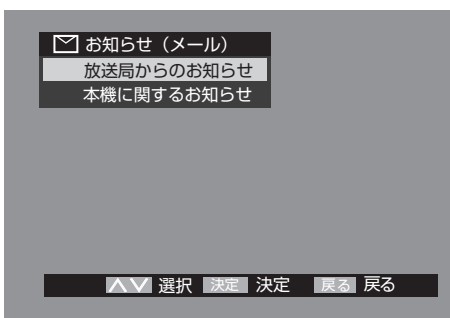 お知らせ（メール）
放送局からのお知らせ
本機に関するお知らせ
選択 決定 決定 戻る 戻る